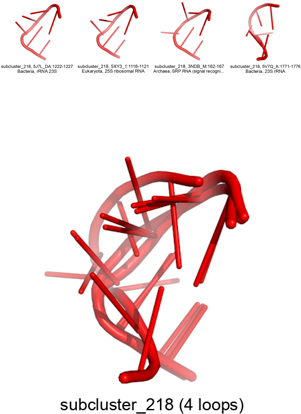 subcluster_218, 5J7L_DA:1222-1227
Bacteria, rRNA 23S
subcluster_218, 5XY3_1:1116-1121
Eukaryota, 25S ribosomal RNA
subcluster_218, 3NDB_M:162-167
Archaea, SRP RNA (signal recogni...
subcluster_218, 5V7Q_A:1771-1776
Bacteria, 23S rRNA
subcluster_218 (4 loops)